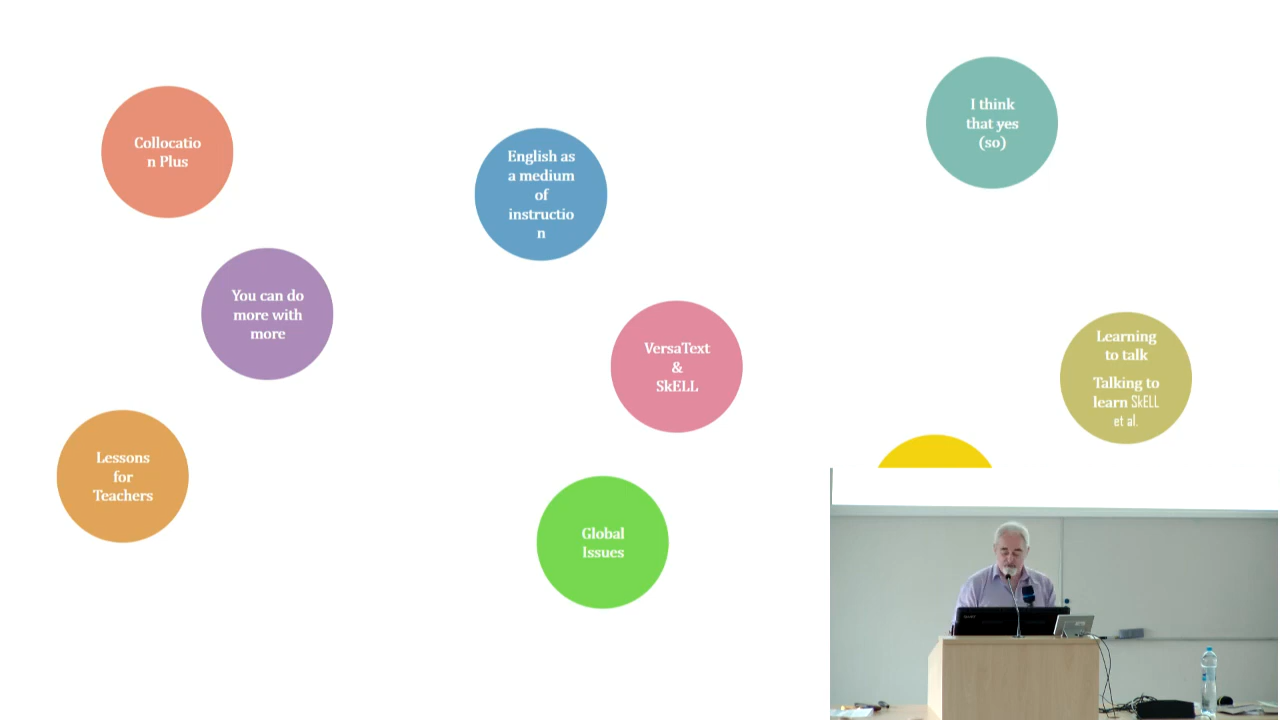 Collocatio
n Plus
English as
a medium
of
instructio
n
I think
that yes
(so)
You can do
more with
more
VersaText
&
SkELL
Learning
to talk
Talking to
learn SkELL
et al.
Lessons
for
Teachers
Global
Issues